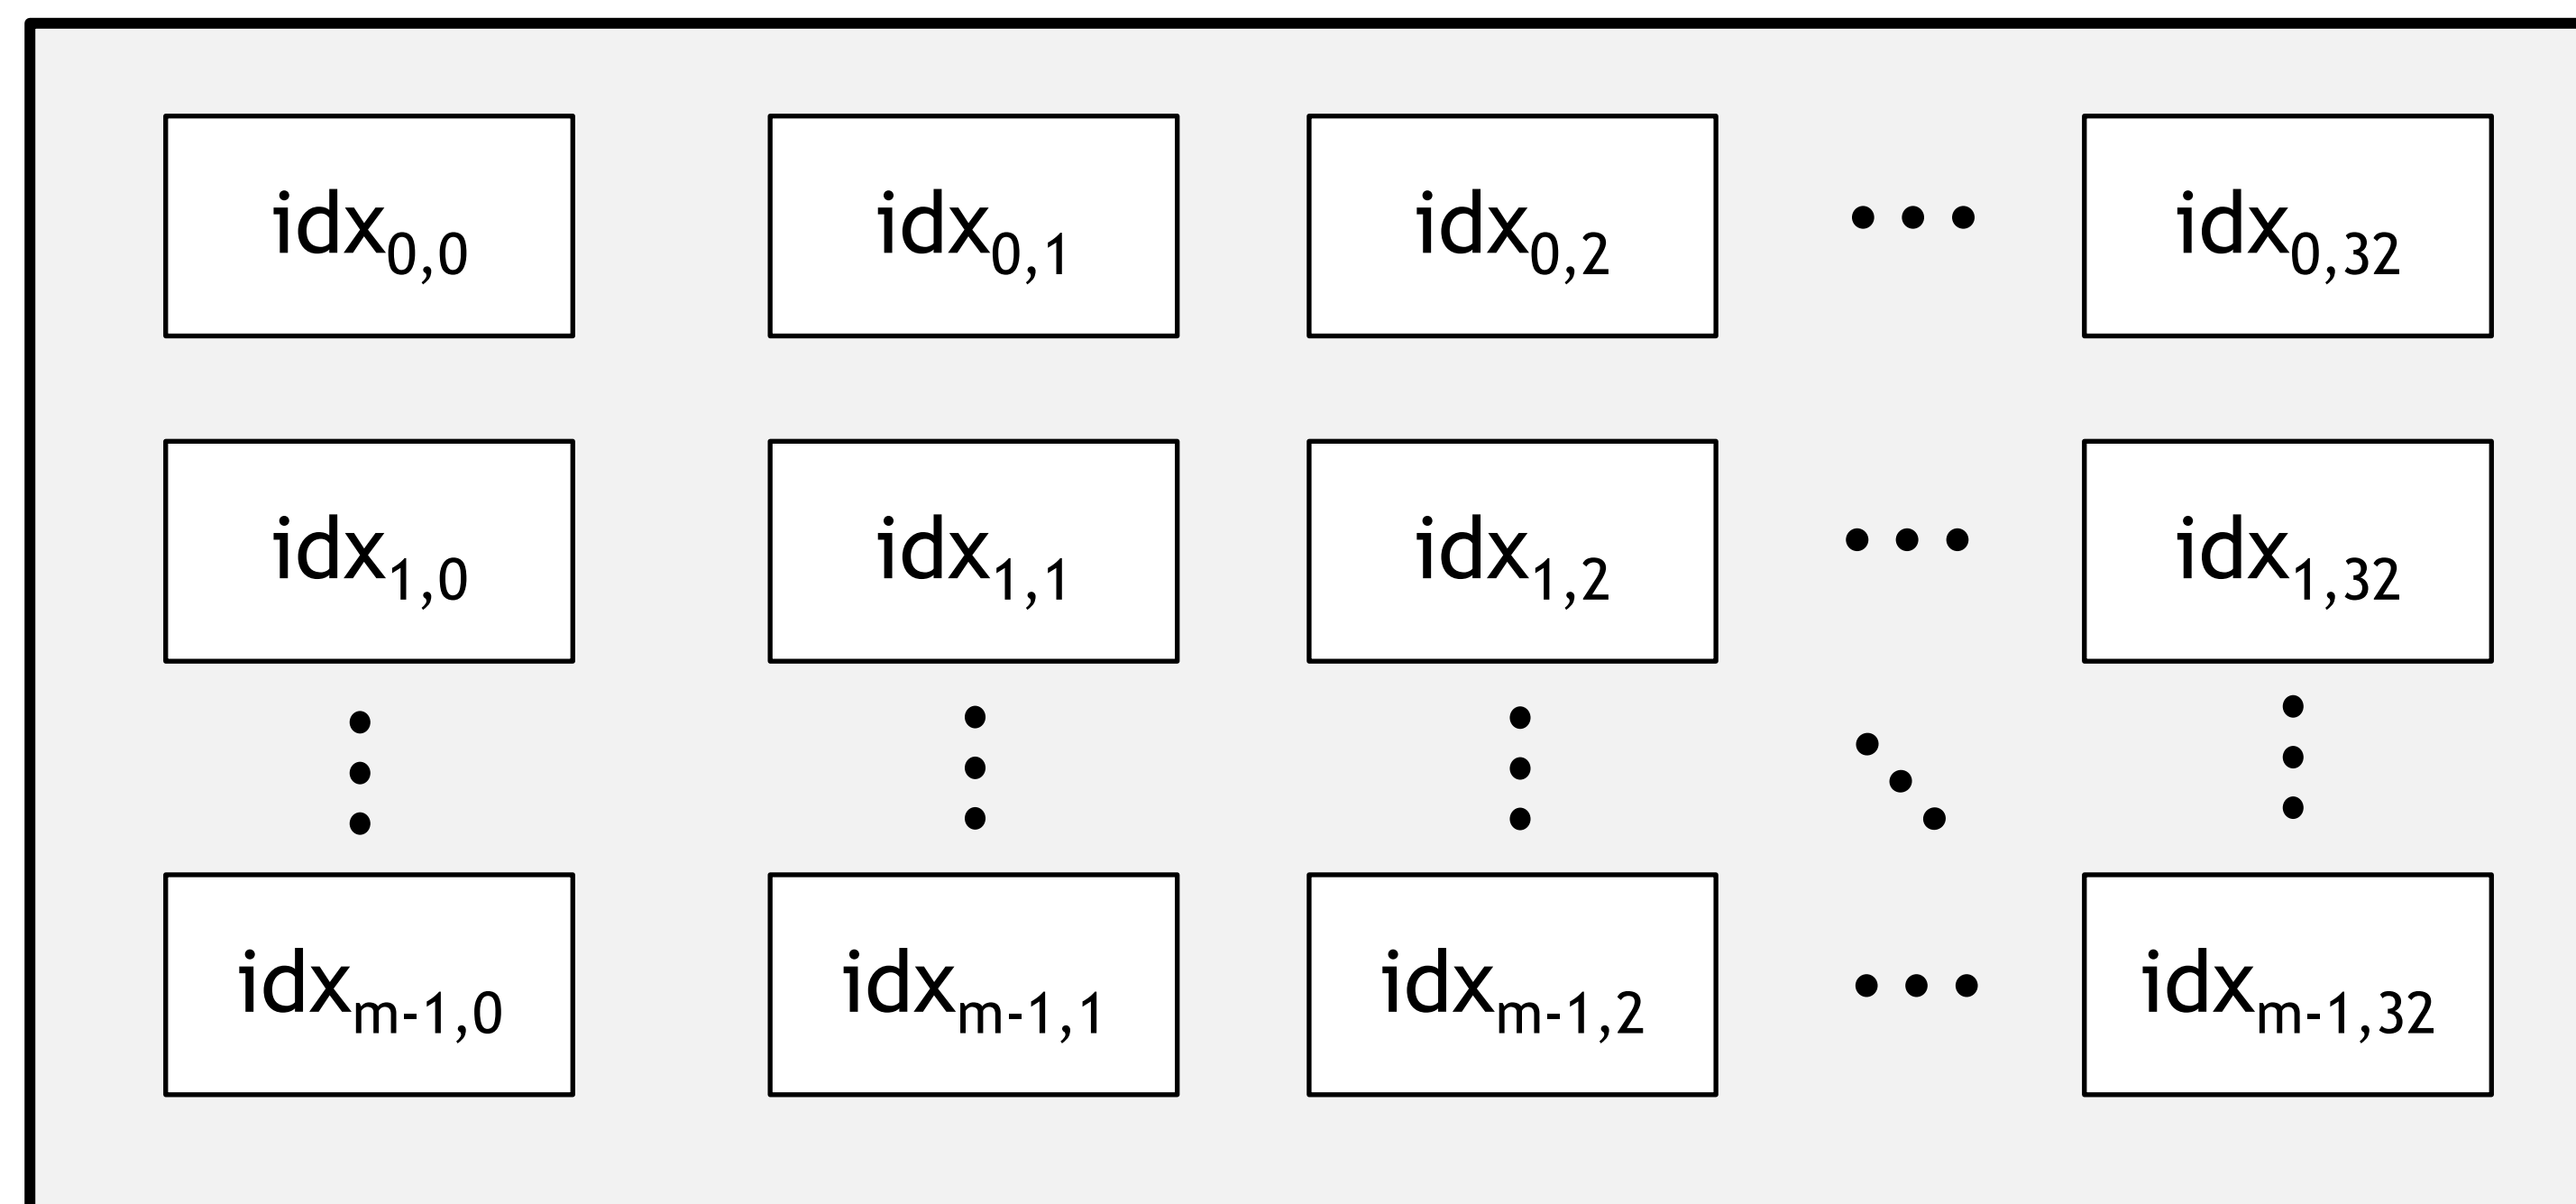 idx0,0 idx0,1 idx0,2 ... idx0,32
idx1,0 idx1,1 idx1,2 ... idx1,32
idxm-1,0 idxm-1,1 idxm-1,2 ... idxm-1,32